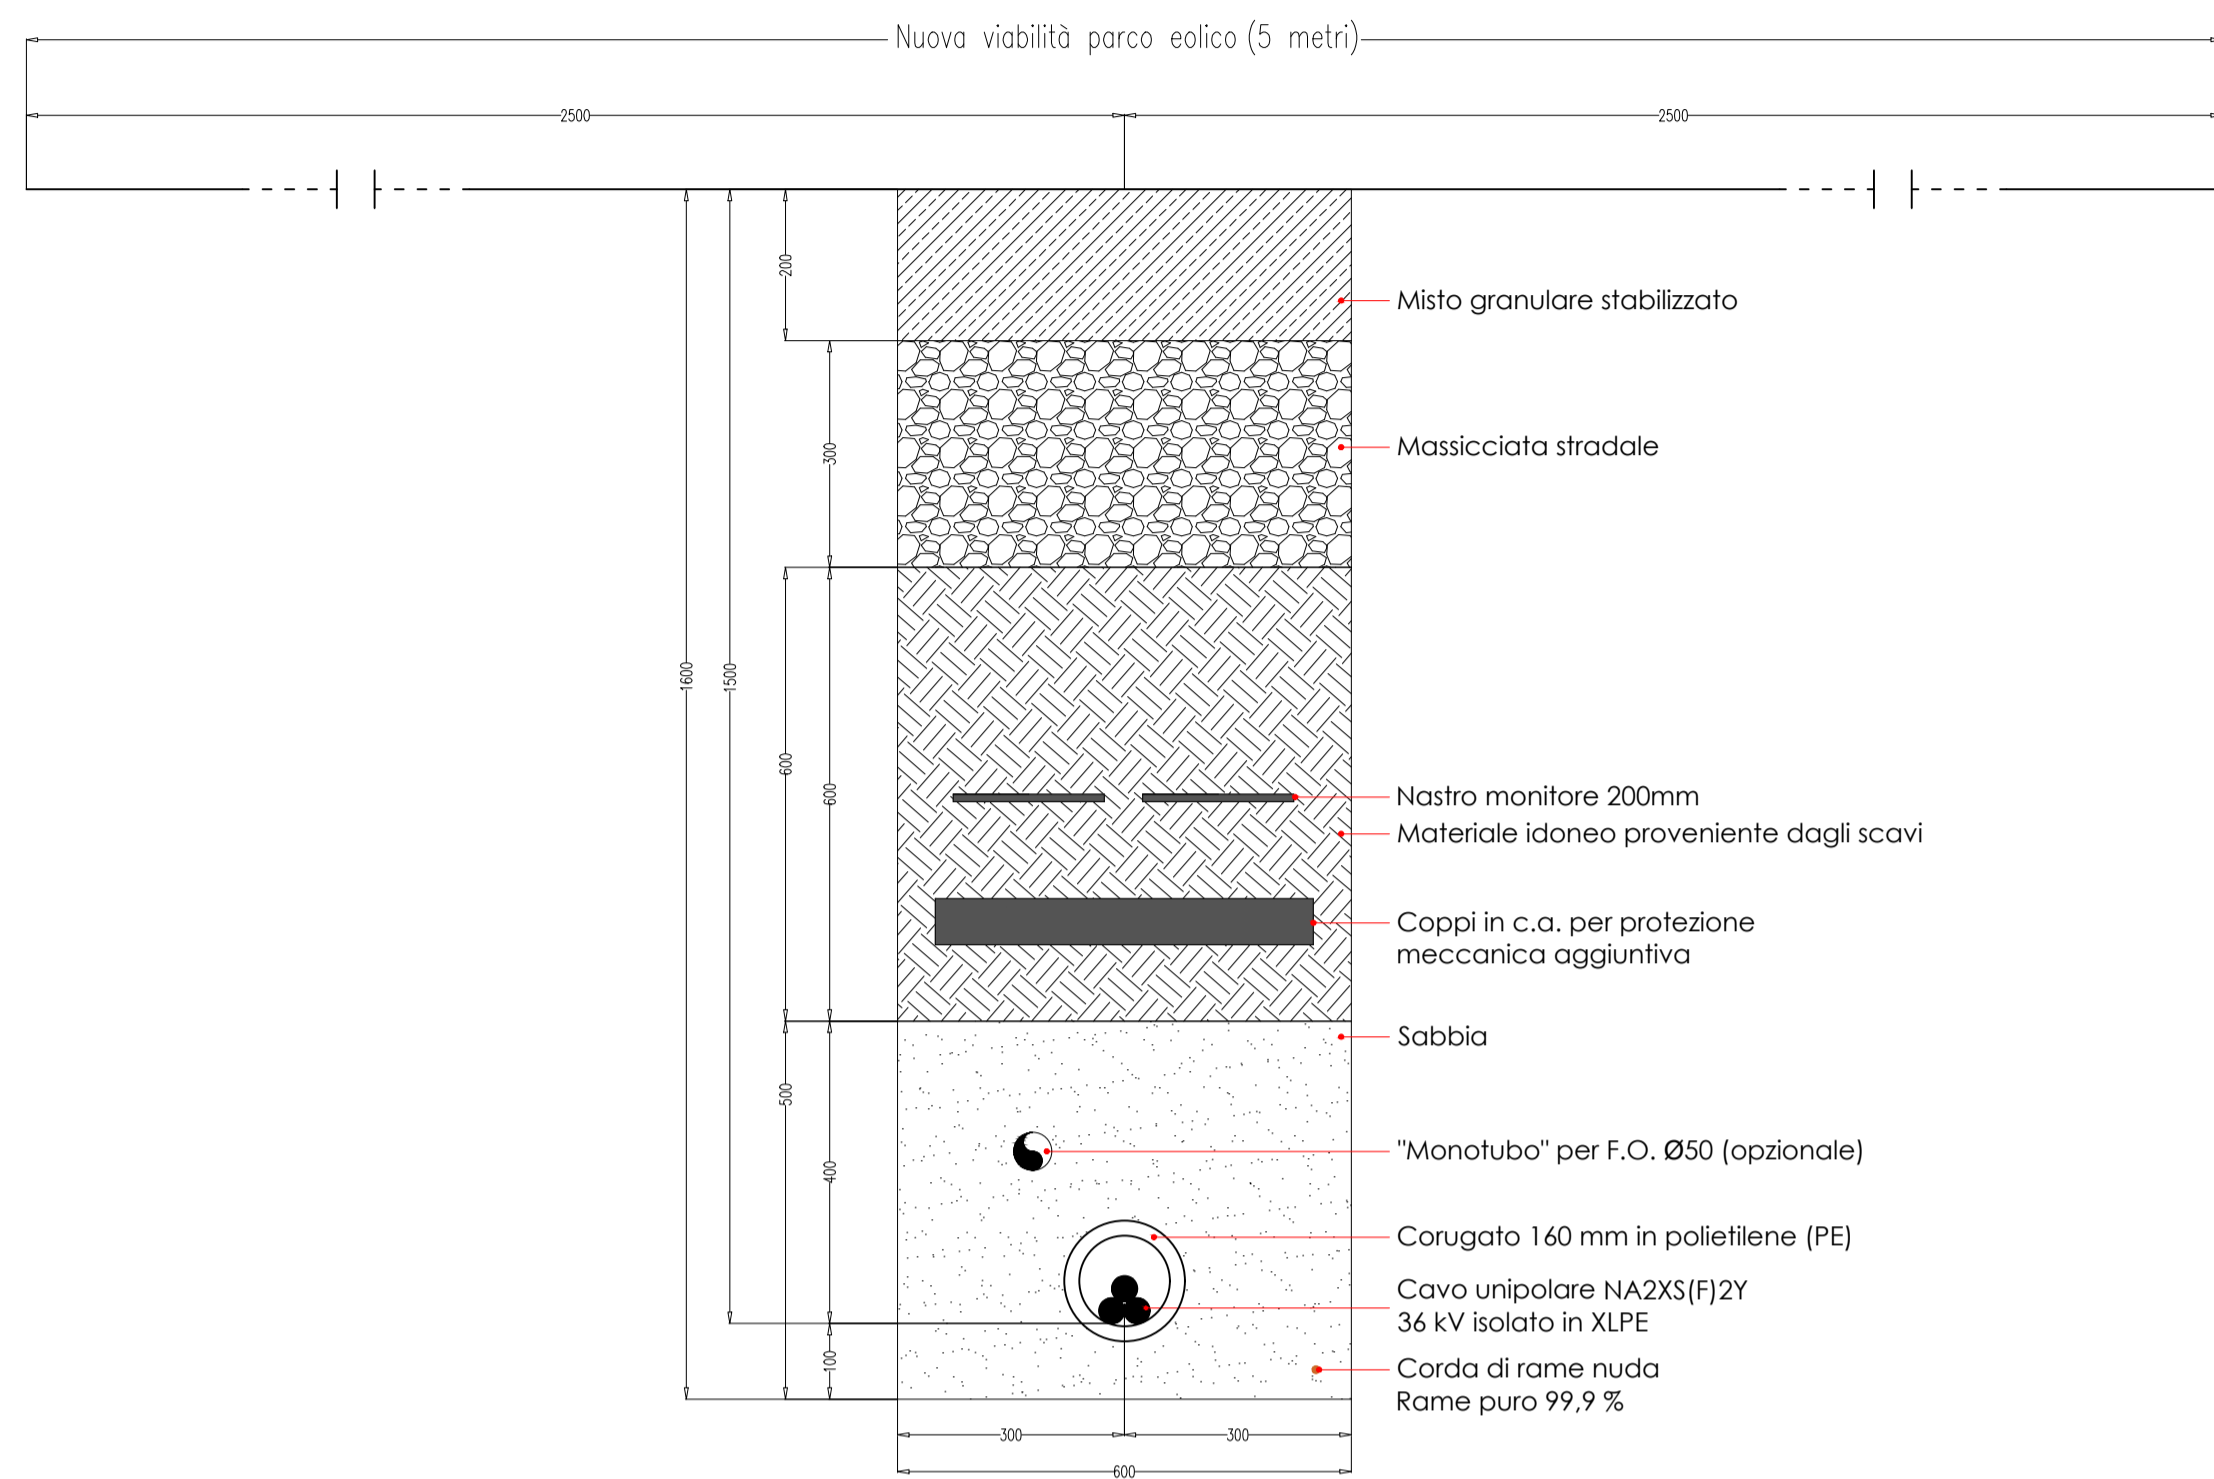 Nuova viabilità parco eolico (5 metri)
2500
2500
200
Misto granulare stabilizzato
300
Massicciata stradale
1600
1500
600
600
Nastro monitore 200mm
Materiale idoneo proveniente dagli scavi
Coppi in c.a. per protezione
meccanica aggiuntiva
Sabbia
500
400
"Monotubo" per F.O. Ø50 (opzionale)
Corugato 160 mm in polietilene (PE)
Cavo unipolare NA2XS(F)2Y
36 kV isolato in XLPE
100
Corda di rame nuda
Rame puro 99,9 %
300
300
600